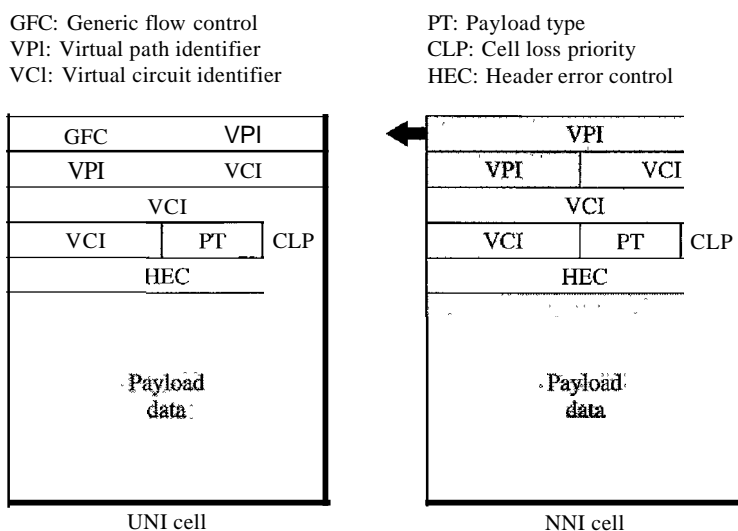 GFC: Generic flow control
VPl: Virtual path identifier
VCl: Virtual circuit identifier
PT: Payload type
CLP: Cell loss priority
HEC: Header error control
GFC VPI
VPI VCI
VCI
VCI PT CLP
HEC
Payload
data
UNI cell
VPI
VPI VCI
VCI
VCI PT CLP
HEC
Payload
data
NNI cell